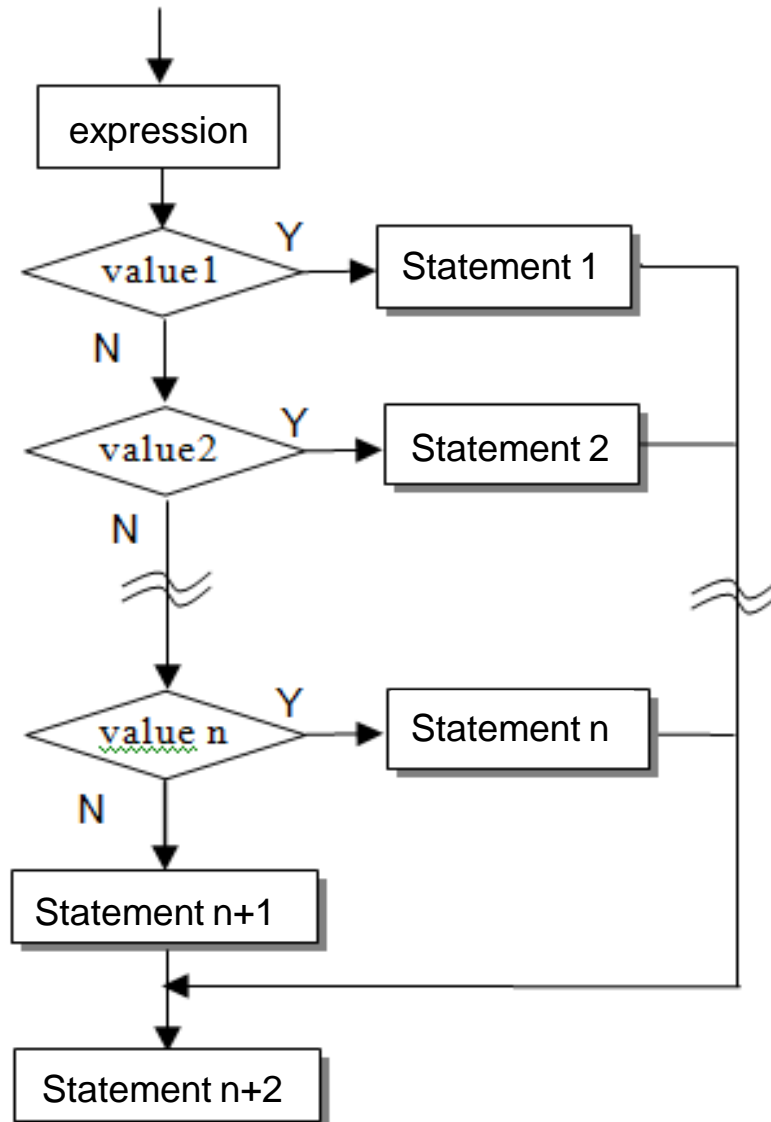 expression
Y
value1
Statement 1
N
Y
value2
Statement 2
N
Y
value n
Statement n
N
Statement n+1
Statement n+2